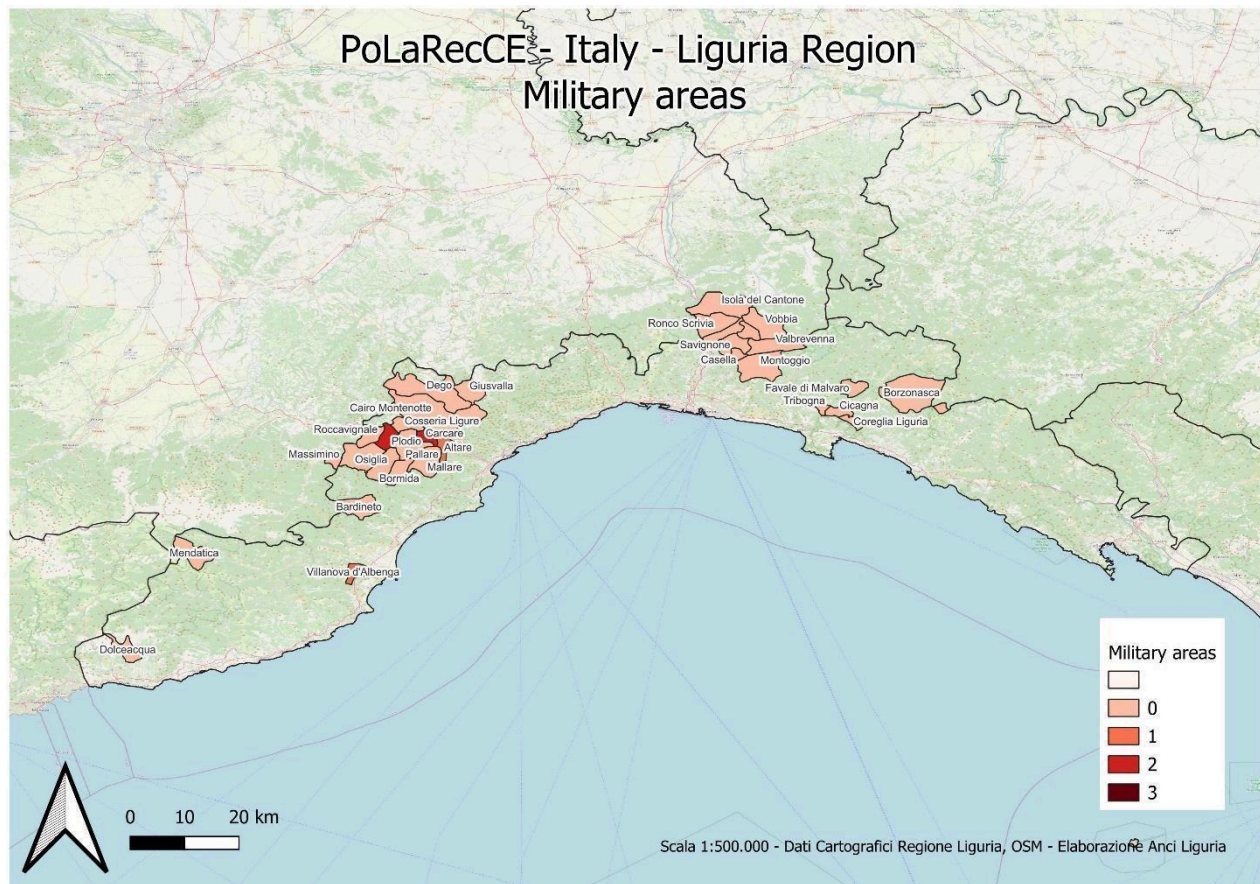 PoLaRecCE - Italy - Liguria Region
Military areas
Isola del Cantone
Ronco Scrivia
Vobbia
Savignone
Valbrevenna
Casella
Montoggio
Dego
Giusvalla
Favale di Malvaro
Borzonasca
Tribogna
Cicagna
Cairo Montenotte
Cosseria Ligure
Coreglia Liguria
Roccavignale
Carcare
Plodio
Altare
Massimino
Osiglia
Pallare
Mallare
Bormida
Bardineto
Mendatica
Villanova d'Albenga
Dolceacqua
Military areas
0
1
2
3
0 10 20 km
Scala 1:500.000 - Dati Cartografici Regione Liguria, OSM - Elaborazione Anci Liguria